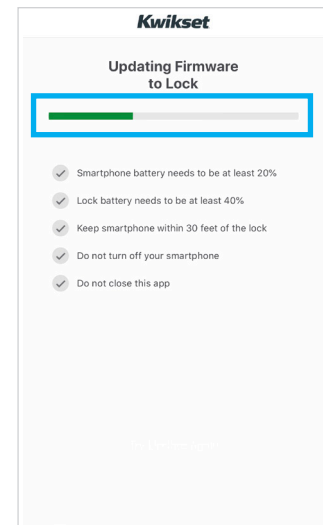 Kwikset
Updating Firmware
to Lock
Smartphone battery needs to be at least 20%
Lock battery needs to be at least 40%
Keep smartphone within 30 feet of the lock
Do not turn off your smartphone
Do not close this app